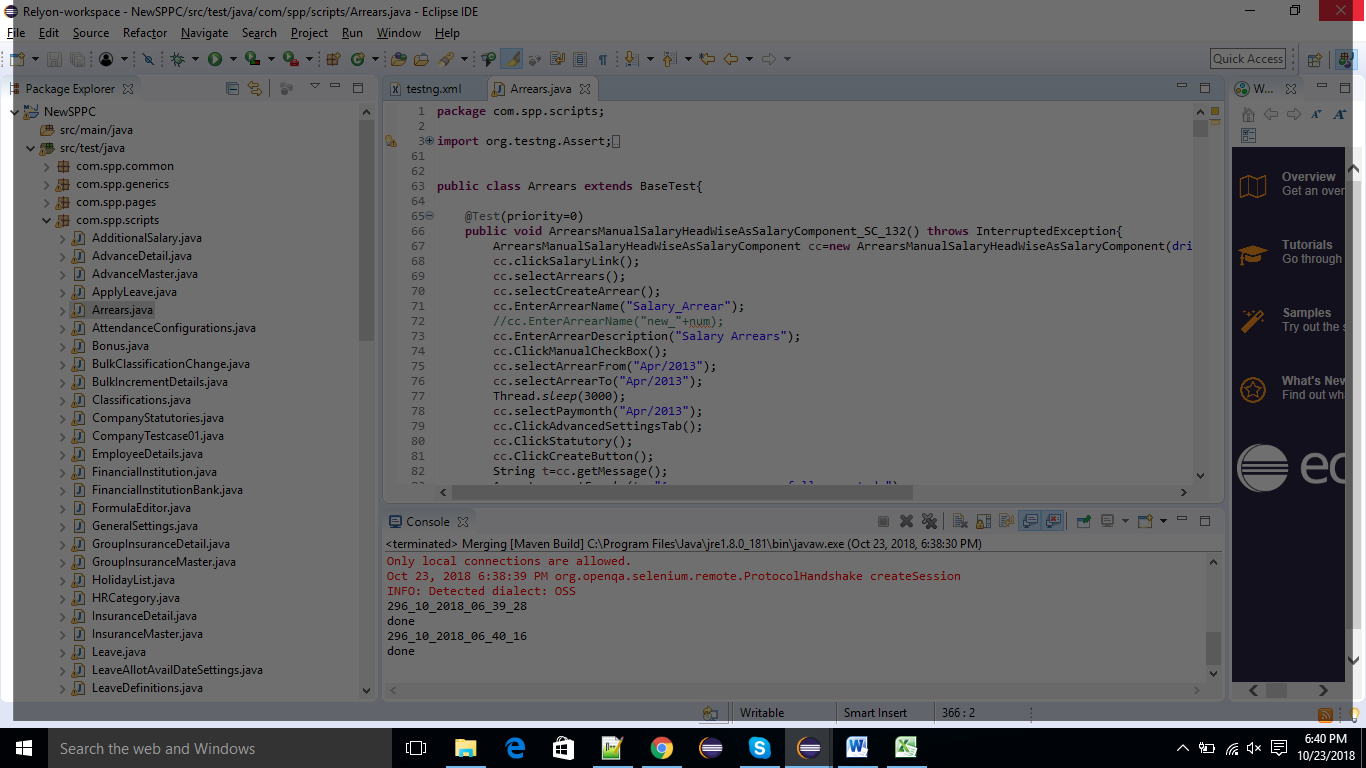 Relyon-workspace - NewSPPC/src/test/java/com/spp/scripts/Arrears.java - Eclipse IDE
File Edit Source Refactor Navigate Search Project Run Window Help
Quick Access
Package Explorer
NewSPPC
src/main/java
src/test/java
com.spp.common
com.spp.generics
com.spp.pages
com.spp.scripts
AdditionalSalary.java
AdvanceDetail.java
AdvanceMaster.java
ApplyLeave.java
Arrears.java
AttendanceConfigurations.java
Bonus.java
BulkClassificationChange.java
BulkIncrementDetails.java
Classifications.java
CompanyStatutories.java
CompanyTestcase01.java
EmployeeDetails.java
FinancialInstitution.java
FinancialInstitutionBank.java
FormulaEditor.java
GeneralSettings.java
GroupInsuranceDetail.java
GroupInsuranceMaster.java
HolidayList.java
HRCategory.java
InsuranceDetail.java
InsuranceMaster.java
Leave.java
LeaveAllotAvailDateSettings.java
LeaveDefinitions.java
testng.xml
Arrears.java
1 package com.spp.scripts;
2
3 import org.testng.Assert;
61
62
63 public class Arrears extends BaseTest{
64
65 @Test(priority=0)
66 public void ArrearsManualSalaryHeadWiseAsSalaryComponent_SC_132() throws InterruptedException{
67 ArrearsManualSalaryHeadWiseAsSalaryComponent cc=new ArrearsManualSalaryHeadWiseAsSalaryComponent(dri
68 cc.clickSalaryLink();
69 cc.selectArrears();
70 cc.selectCreateArrear();
71 cc.EnterArrearName("Salary_Arrear");
72 //cc.EnterArrearName("new_"+num);
73 cc.EnterArrearDescription("Salary Arrears");
74 cc.ClickManualCheckBox();
75 cc.selectArrearFrom("Apr/2013");
76 cc.selectArrearTo("Apr/2013");
77 Thread.sleep(3000);
78 cc.selectPaymonth("Apr/2013");
79 cc.ClickAdvancedSettingsTab();
80 cc.ClickStatutory();
81 cc.ClickCreateButton();
82 String t=cc.getMessage();
W...
Overview
Get an over
Tutorials
Go through
Samples
Try out the s
What's New
Find out wha
ec
Console
<terminated> Merging [Maven Build] C:\Program Files\Java\jre1.8.0_181\bin\javaw.exe (Oct 23, 2018, 6:38:30 PM)
Only local connections are allowed.
Oct 23, 2018 6:38:39 PM org.openqa.selenium.remote.ProtocolHandshake createSession
INFO: Detected dialect: OSS
296_10_2018_06_39_28
done
296_10_2018_06_40_16
done
Writable
Smart Insert
366 : 2
Search the web and Windows
6:40 PM
10/23/2018